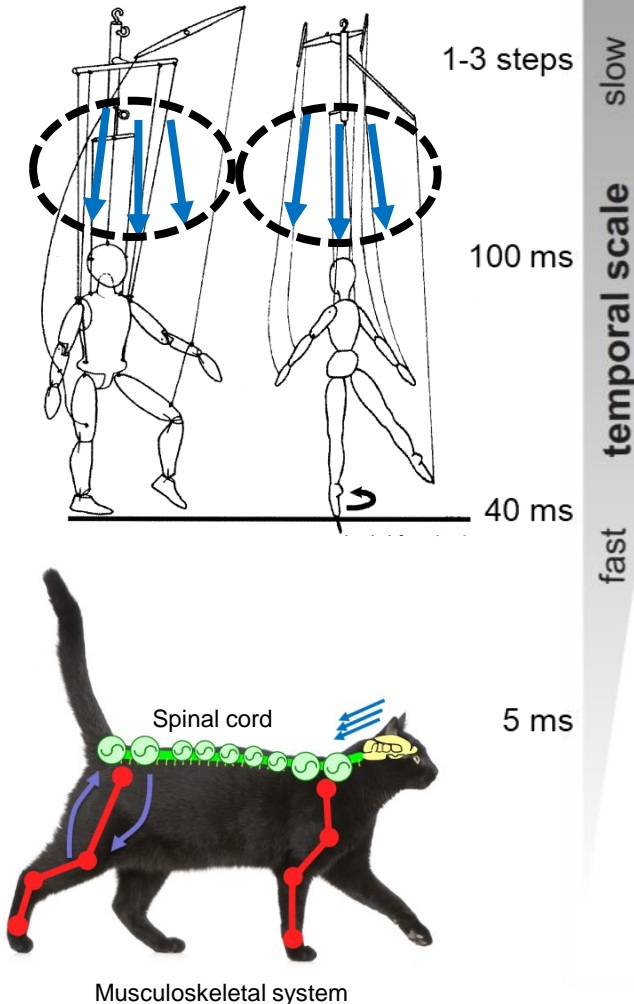 1-3 steps
slow
100 ms
temporal scale
40 ms
fast
Spinal cord
5 ms
Musculoskeletal system